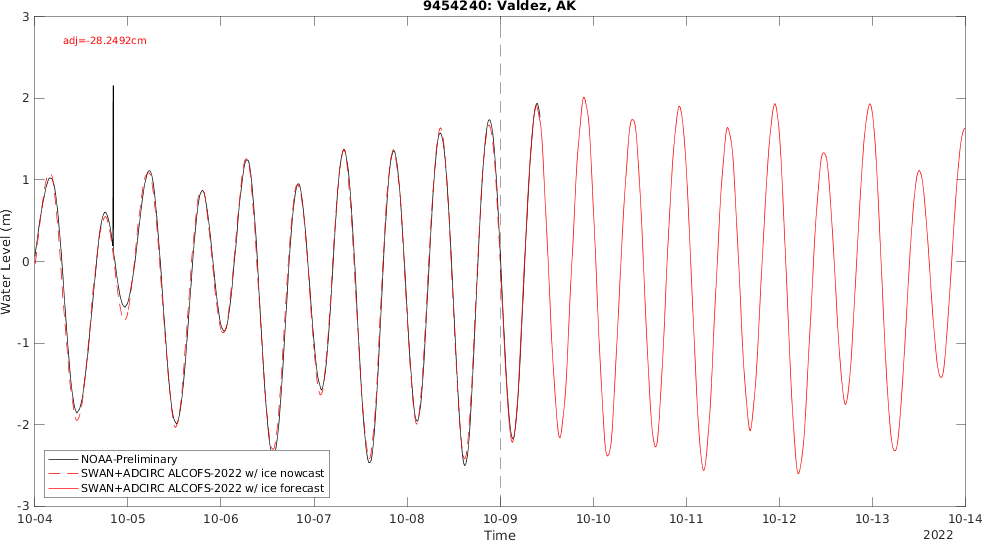 9454240: Valdez, AK
adj=-28.2492cm
Water Level (m)
3
2
1
0
-1
-2
-3
NOAA-Preliminary
SWAN+ADCIRC ALCOFS-2022 w/ ice nowcast
SWAN+ADCIRC ALCOFS-2022 w/ ice forecast
10-04 10-05 10-06 10-07 10-08 10-09 10-10 10-11 10-12 10-13 10-14
Time
2022